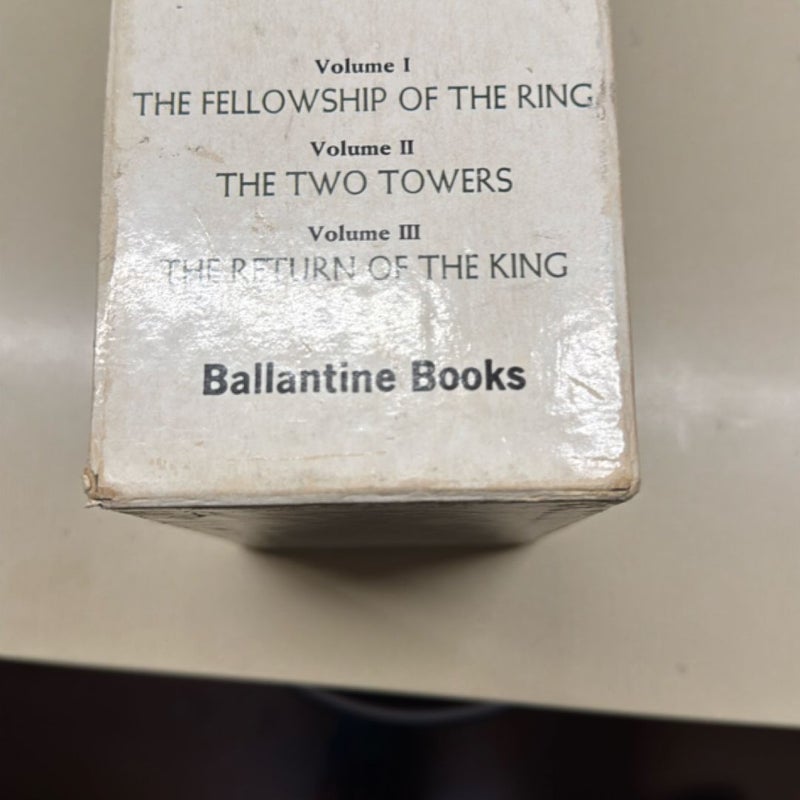 Volume I
THE FELLOWSHIP OF THE RING
Volume II
THE TWO TOWERS
Volume III
THE RETURN OF THE KING
Ballantine Books